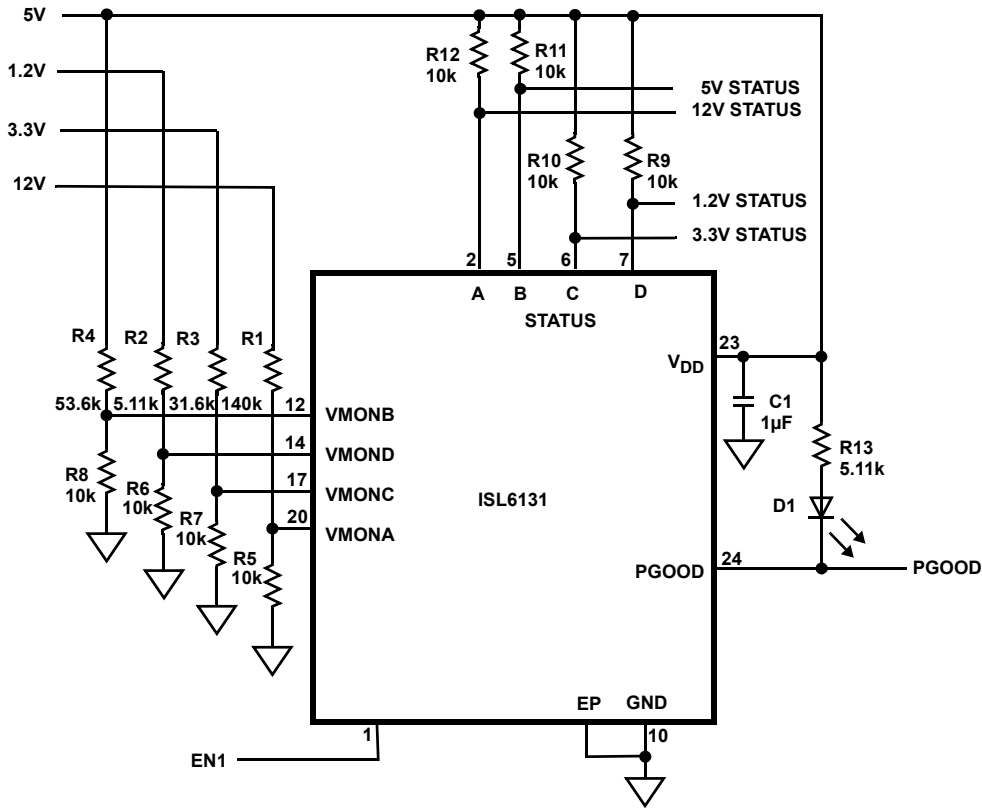 5V
R12
10k
R11
10k
1.2V
5V STATUS
12V STATUS
3.3V
R10
10k
R9
10k
12V
1.2V STATUS
3.3V STATUS
2
5
6
7
A
B
C
D
STATUS
R4
R2
R3
R1
23
VDD
53.6k
5.11k
31.6k
140k
12
VMONB
C1
1µF
14
VMOND
R13
5.11k
R8
10k
R6
10k
17
VMONC
ISL6131
D1
R7
10k
20
VMONA
R5
10k
PGOOD
24
PGOOD
EP
GND
1
10
EN1